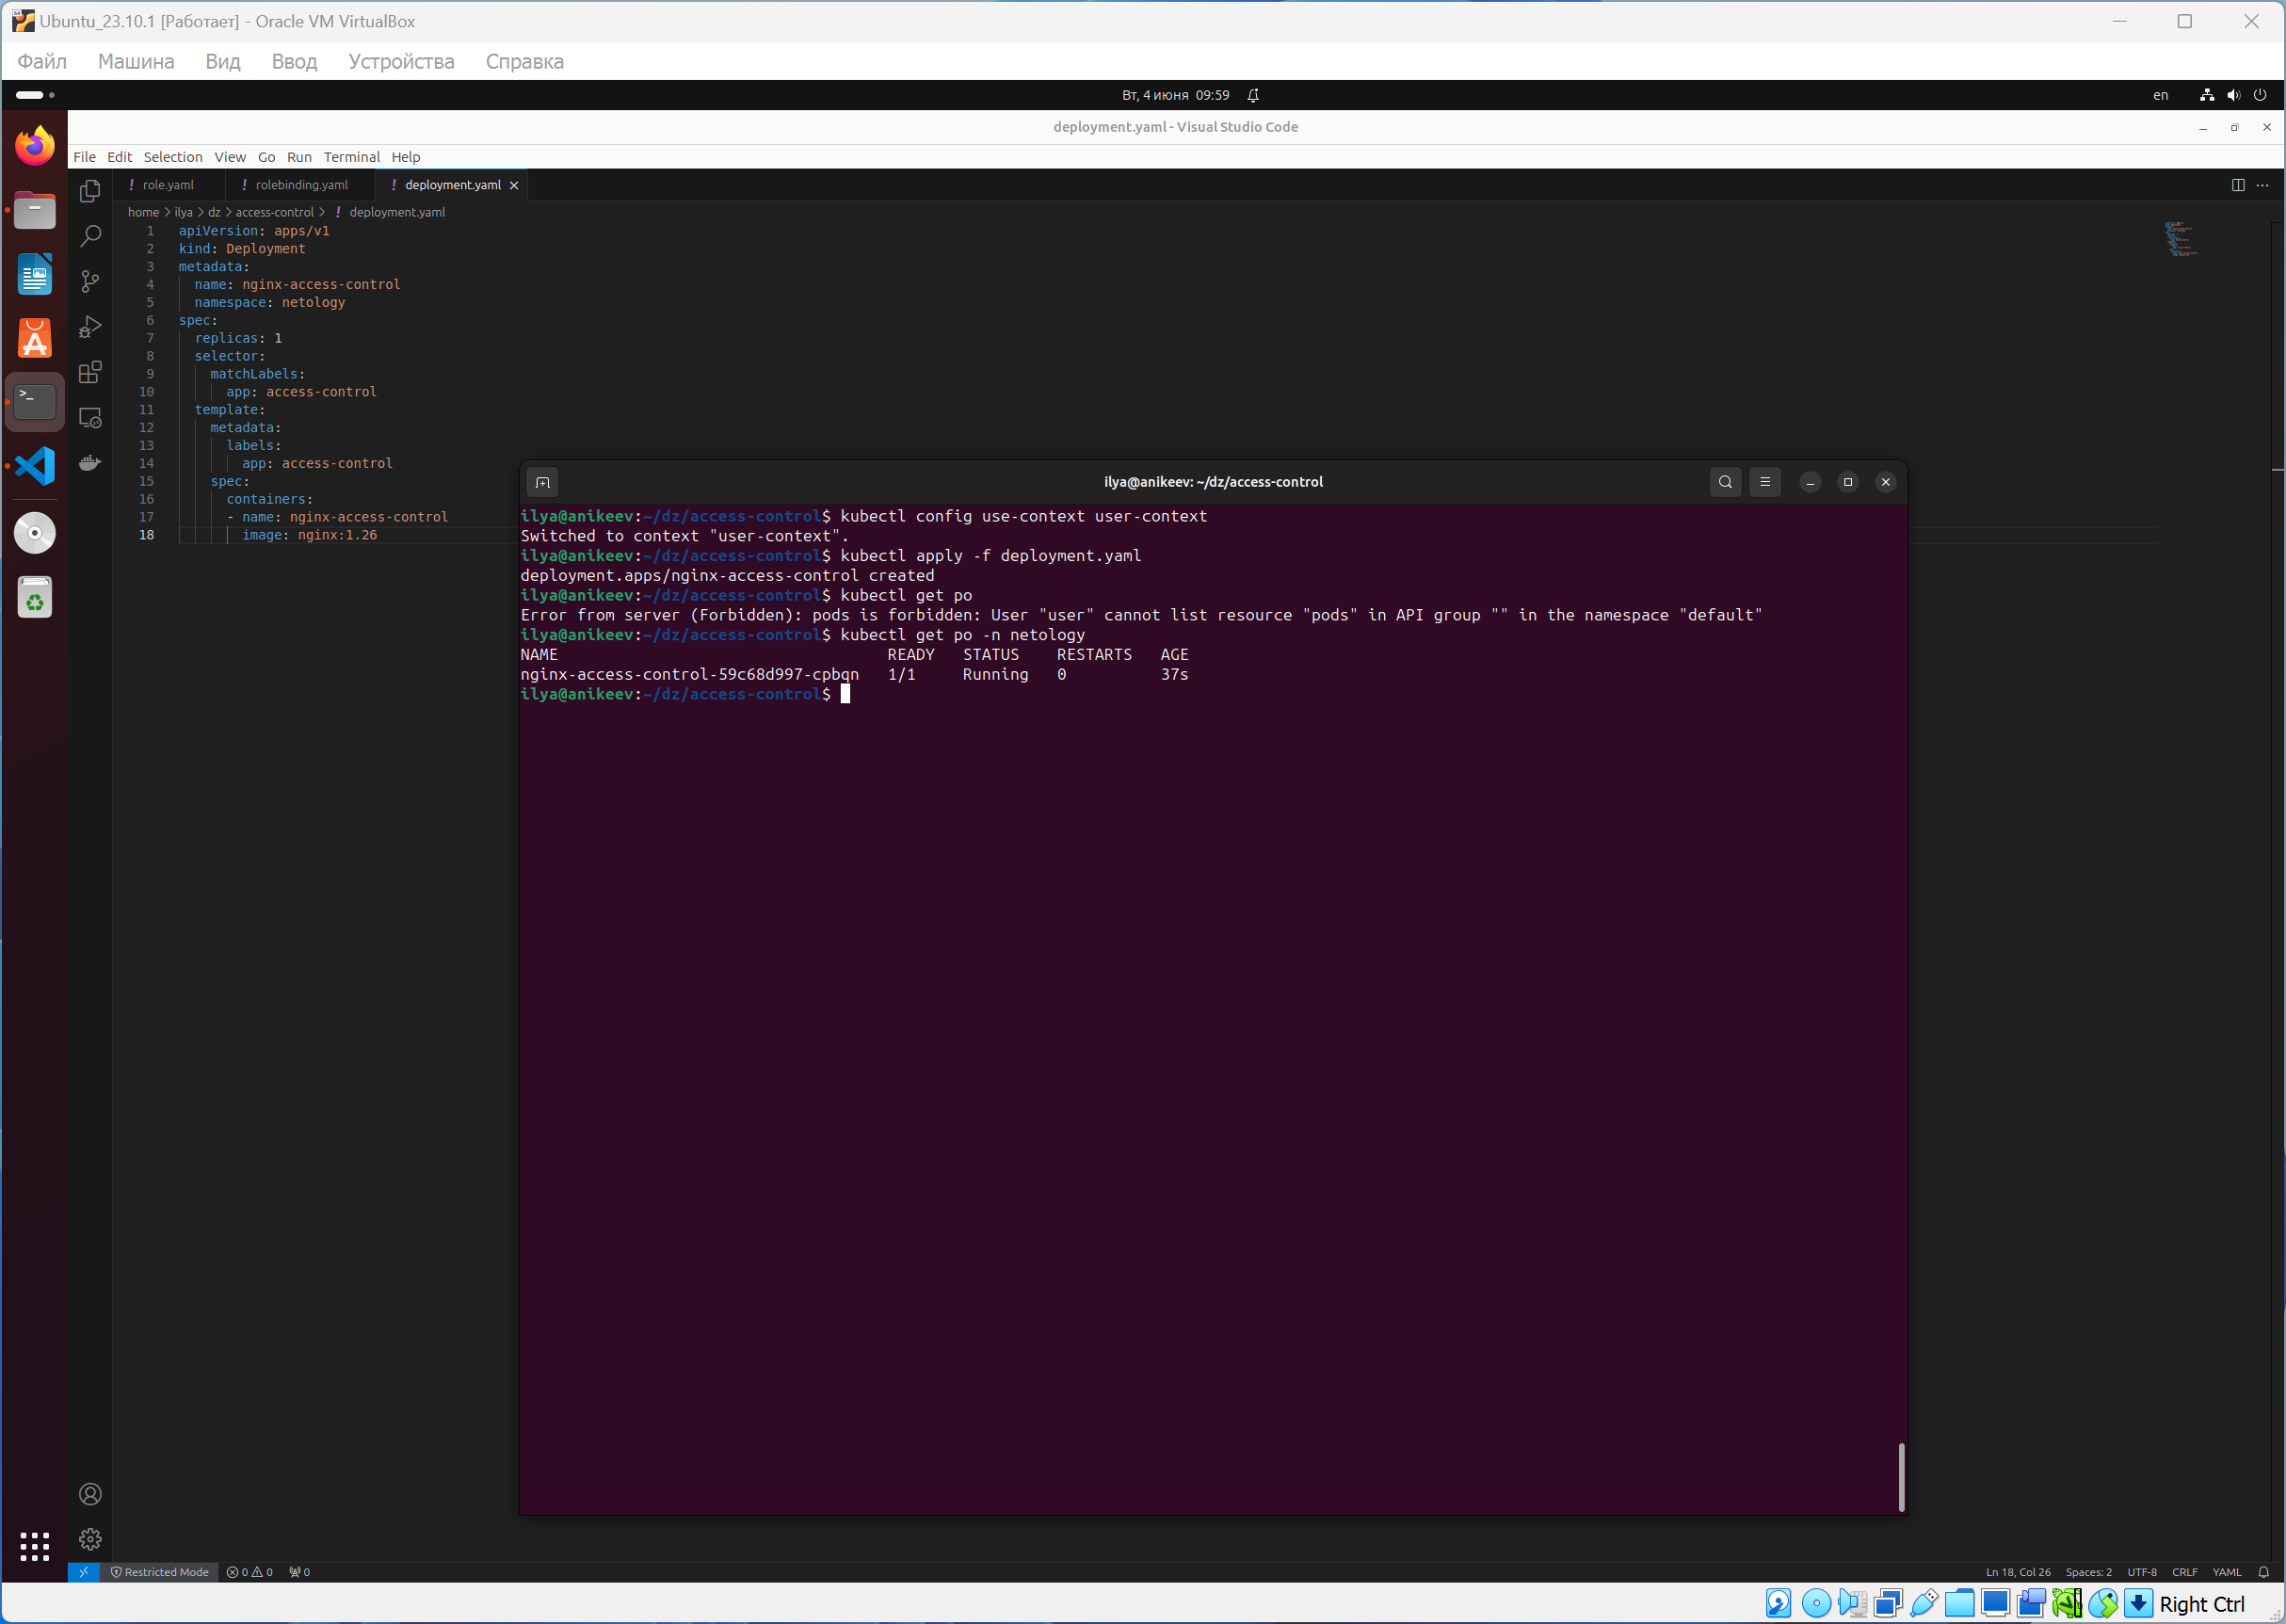 Ubuntu_23.10.1 [Работает] - Oracle VM VirtualBox
Файл Машина Вид Ввод Устройства Справка
Вт, 4 июня 09:59
en
deployment.yaml - Visual Studio Code
File Edit Selection View Go Run Terminal Help
! role.yaml ! rolebinding.yaml ! deployment.yaml
home > ilya > dz > access-control > ! deployment.yaml
1 apiVersion: apps/v1
2 kind: Deployment
3 metadata:
4 name: nginx-access-control
5 namespace: netology
6 spec:
7 replicas: 1
8 selector:
9 matchLabels:
10 app: access-control
11 template:
12 metadata:
13 labels:
14 app: access-control
15 spec:
16 containers:
17 - name: nginx-access-control
18 image: nginx:1.26
ilya@anikeev: ~/dz/access-control
ilya@anikeev:~/dz/access-control$ kubectl config use-context user-context
Switched to context "user-context".
ilya@anikeev:~/dz/access-control$ kubectl apply -f deployment.yaml
deployment.apps/nginx-access-control created
ilya@anikeev:~/dz/access-control$ kubectl get po
Error from server (Forbidden): pods is forbidden: User "user" cannot list resource "pods" in API group "" in the namespace "default"
ilya@anikeev:~/dz/access-control$ kubectl get po -n netology
NAME READY STATUS RESTARTS AGE
nginx-access-control-59c68d997-cpbqn 1/1 Running 0 37s
ilya@anikeev:~/dz/access-control$
Restricted Mode 0 0 0
Ln 18, Col 26 Spaces: 2 UTF-8 CRLF YAML
Right Ctrl